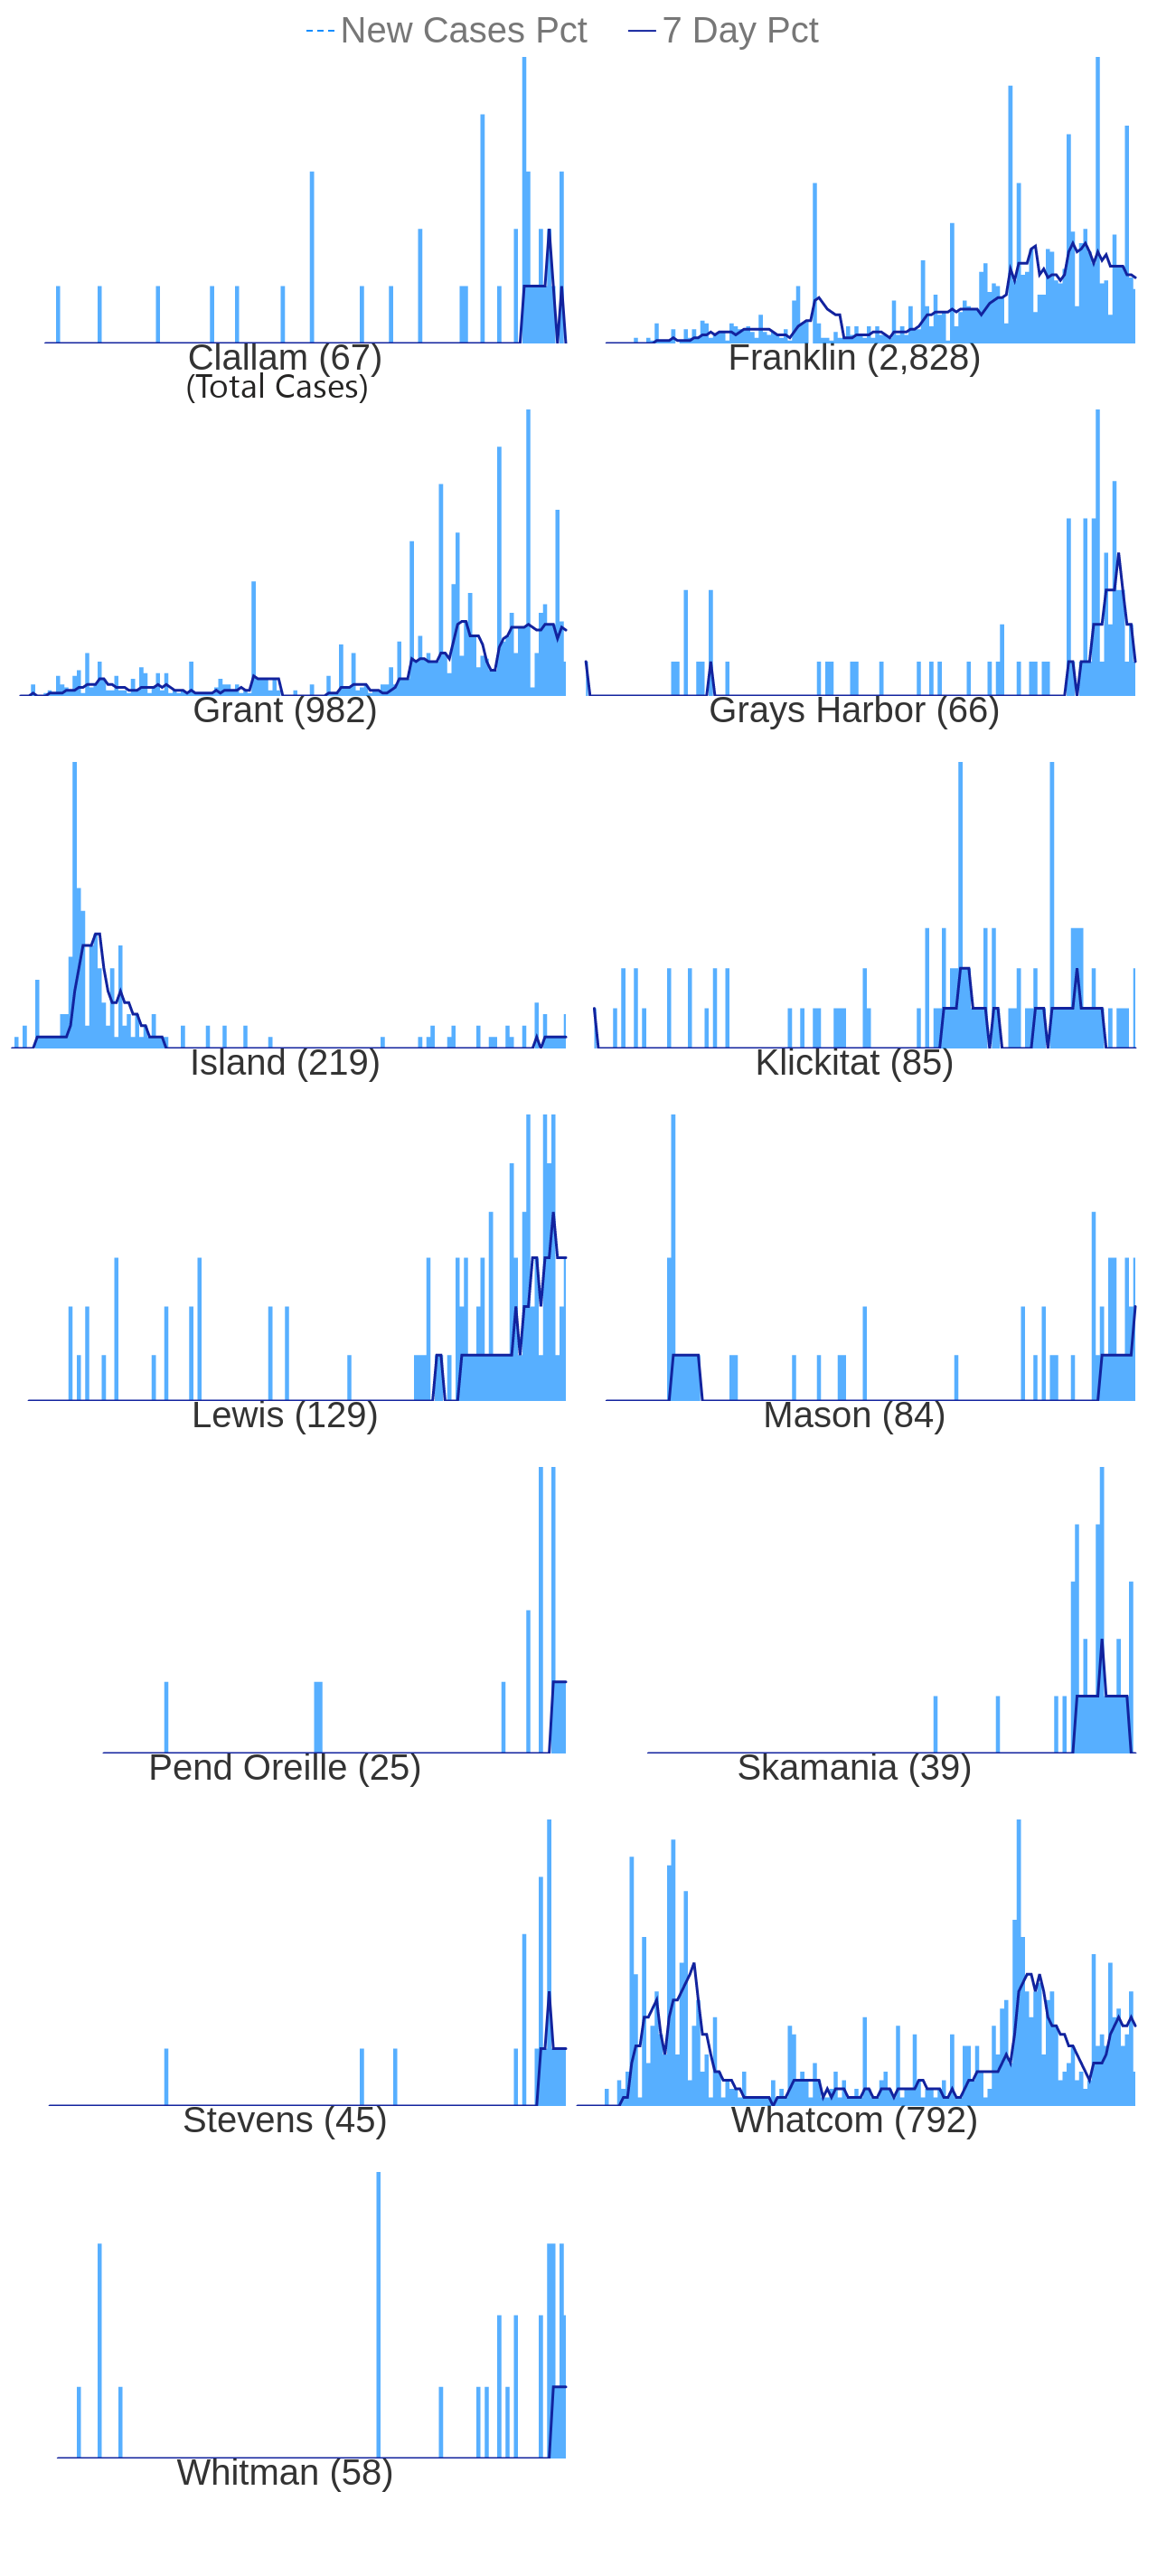 New Cases Pct 7 Day Pct
Clallam (67) Franklin (2,828)
(Total Cases)
Grant (982) Grays Harbor (66)
Island (219) Klickitat (85)
Lewis (129) Mason (84)
Pend Oreille (25) Skamania (39)
Stevens (45) Whatcom (792)
Whitman (58)